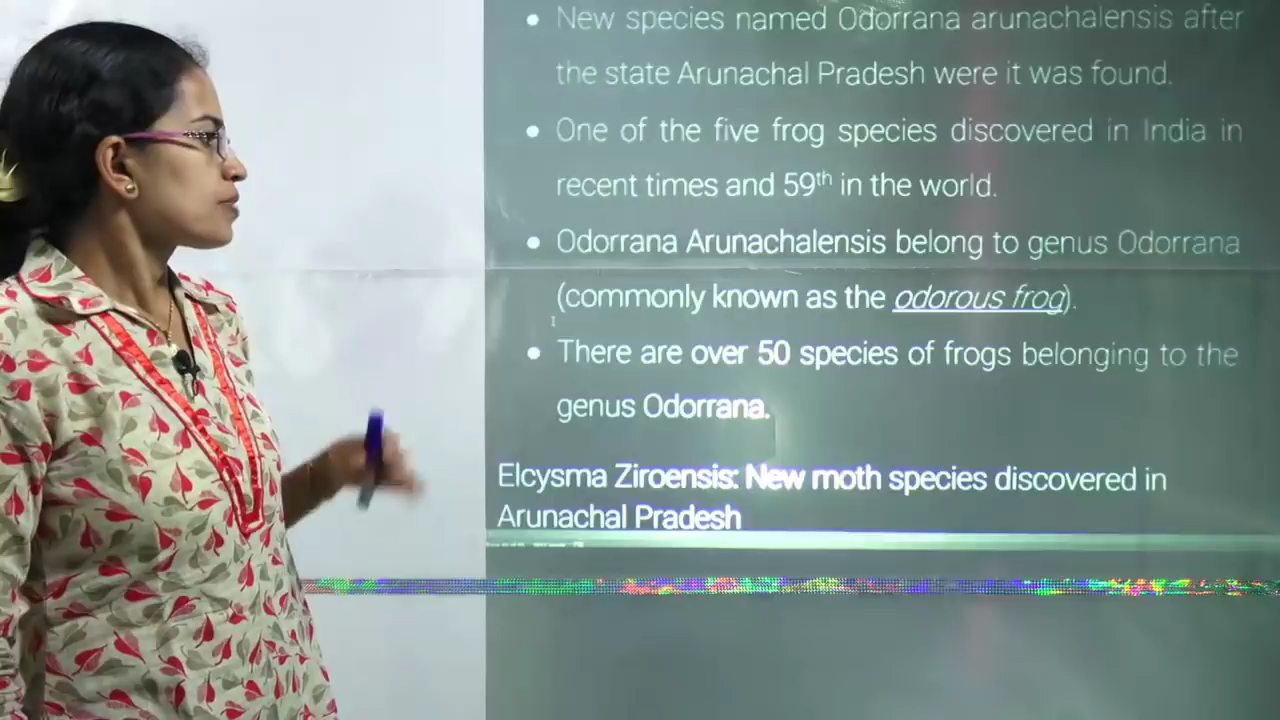 • New species named Odorrana arunachalensis after
the state Arunachal Pradesh were it was found.
• One of the five frog species discovered in India in
recent times and 59th in the world.
• Odorrana Arunachalensis belong to genus Odorrana
(commonly known as the odorous frog).
• There are over 50 species of frogs belonging to the
genus Odorrana.
Elcysma Ziroensis: New moth species discovered in
Arunachal Pradesh